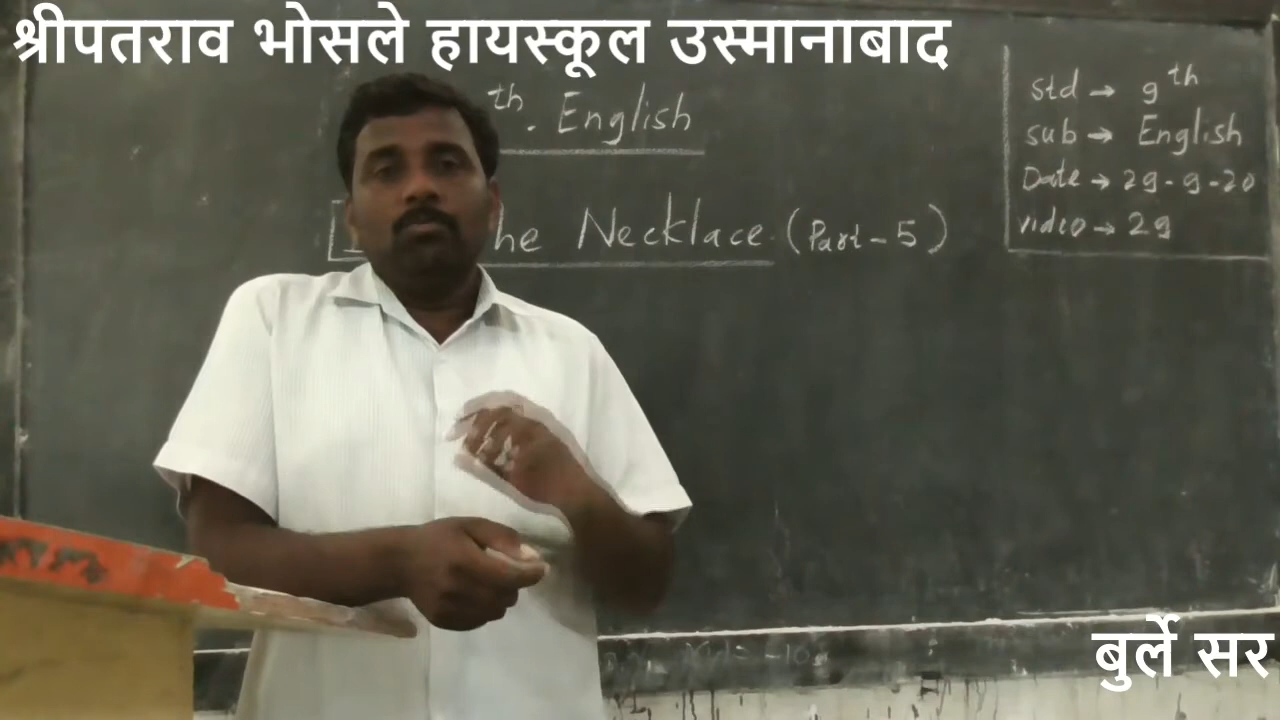 श्रीपतराव भोसले हायस्कूल उस्मानाबाद
th. English
he Necklace (Part-5)
Std → 9th
sub → English
Date → 29-9-20
video → 29
बुर्ले सर